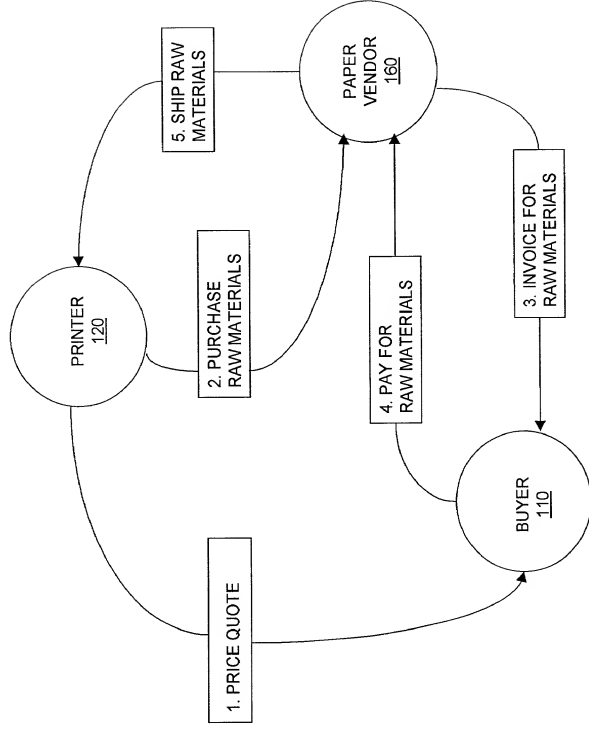 PRINTER
120
1. PRICE QUOTE
2. PURCHASE
RAW MATERIALS
5. SHIP RAW
MATERIALS
BUYER
110
4. PAY FOR
RAW MATERIALS
3. INVOICE FOR
RAW MATERIALS
PAPER
VENDOR
160